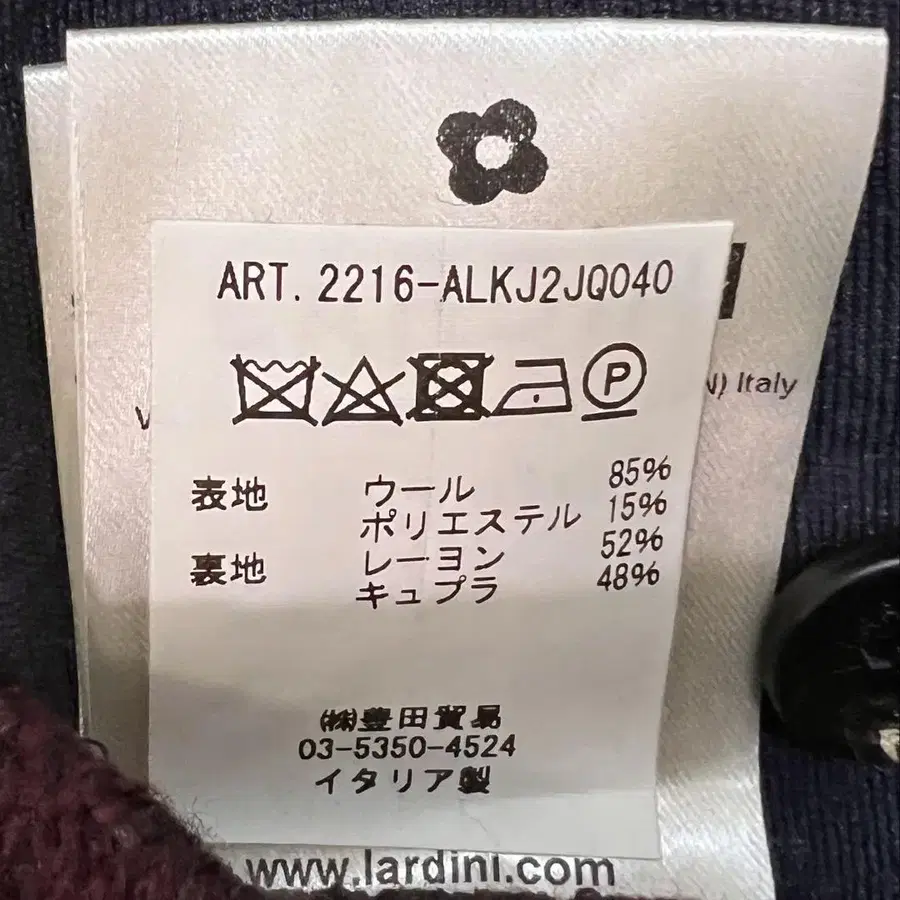 ART. 2216-ALKJ2JQ040
P
Italy
表地 ウール 85%
ポリエステル 15%
裏地 レーヨン 52%
キュプラ 48%
㈱豊田貿易
03-5350-4524
イタリア製
www.lardini.com